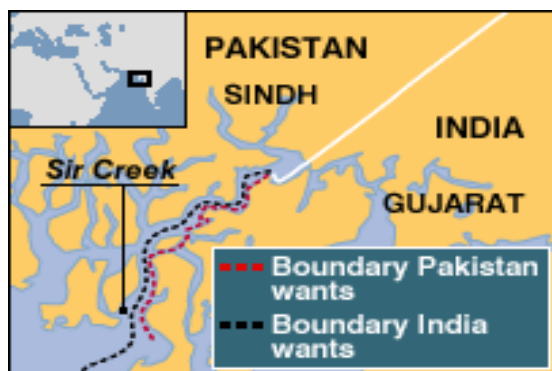 PAKISTAN
SINDH
INDIA
Sir Creek
GUJARAT
Boundary Pakistan
wants
Boundary India
wants